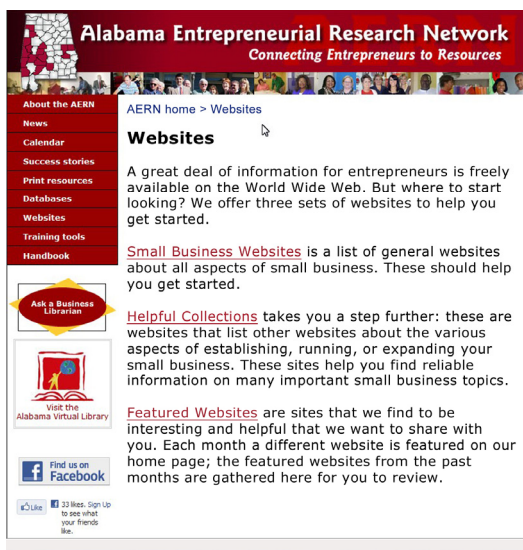 Alabama Entrepreneurial Research Network
Connecting Entrepreneurs to Resources
About the AERN
News
Calendar
Success stories
Print resources
Databases
Websites
Training tools
Handbook
Ask a Business
Librarian
Visit the
Alabama Virtual Library
Find us on
Facebook
Like
33 likes. Sign Up
to see what
your friends
like.
AERN home > Websites
Websites
A great deal of information for entrepreneurs is freely
available on the World Wide Web. But where to start
looking? We offer three sets of websites to help you
get started.
Small Business Websites is a list of general websites
about all aspects of small business. These should help
you get started.
Helpful Collections takes you a step further: these are
websites that list other websites about the various
aspects of establishing, running, or expanding your
small business. These sites help you find reliable
information on many important small business topics.
Featured Websites are sites that we find to be
interesting and helpful that we want to share with
you. Each month a different website is featured on our
home page; the featured websites from the past
months are gathered here for you to review.